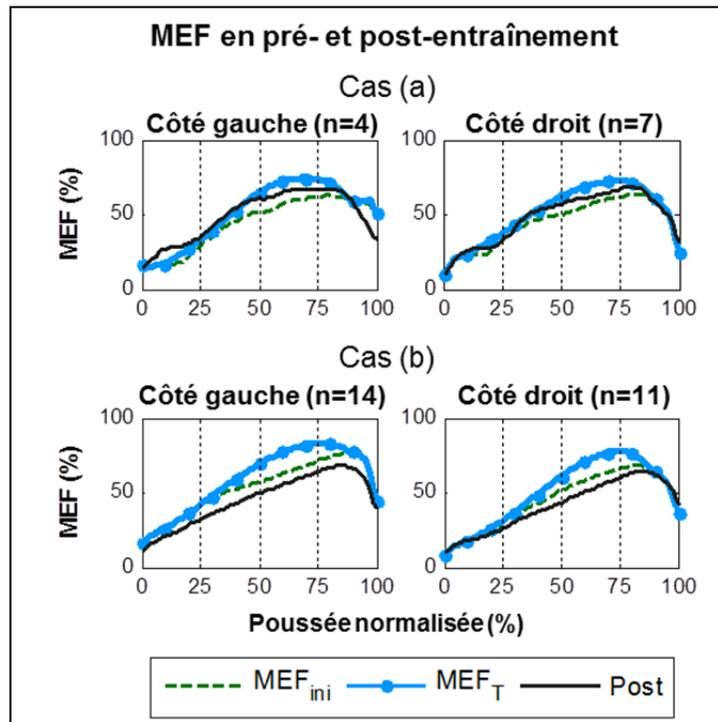 MEF en pré- et post-entraînement
Cas (a)
Côté gauche (n=4) Côté droit (n=7)
100 100
MEF (%)
50 50
0 0
0 25 50 75 100 0 25 50 75 100
Cas (b)
Côté gauche (n=14) Côté droit (n=11)
100 100
MEF (%)
50 50
0 0
0 25 50 75 100 0 25 50 75 100
Poussée normalisée (%)
MEF_ini MEF_T Post